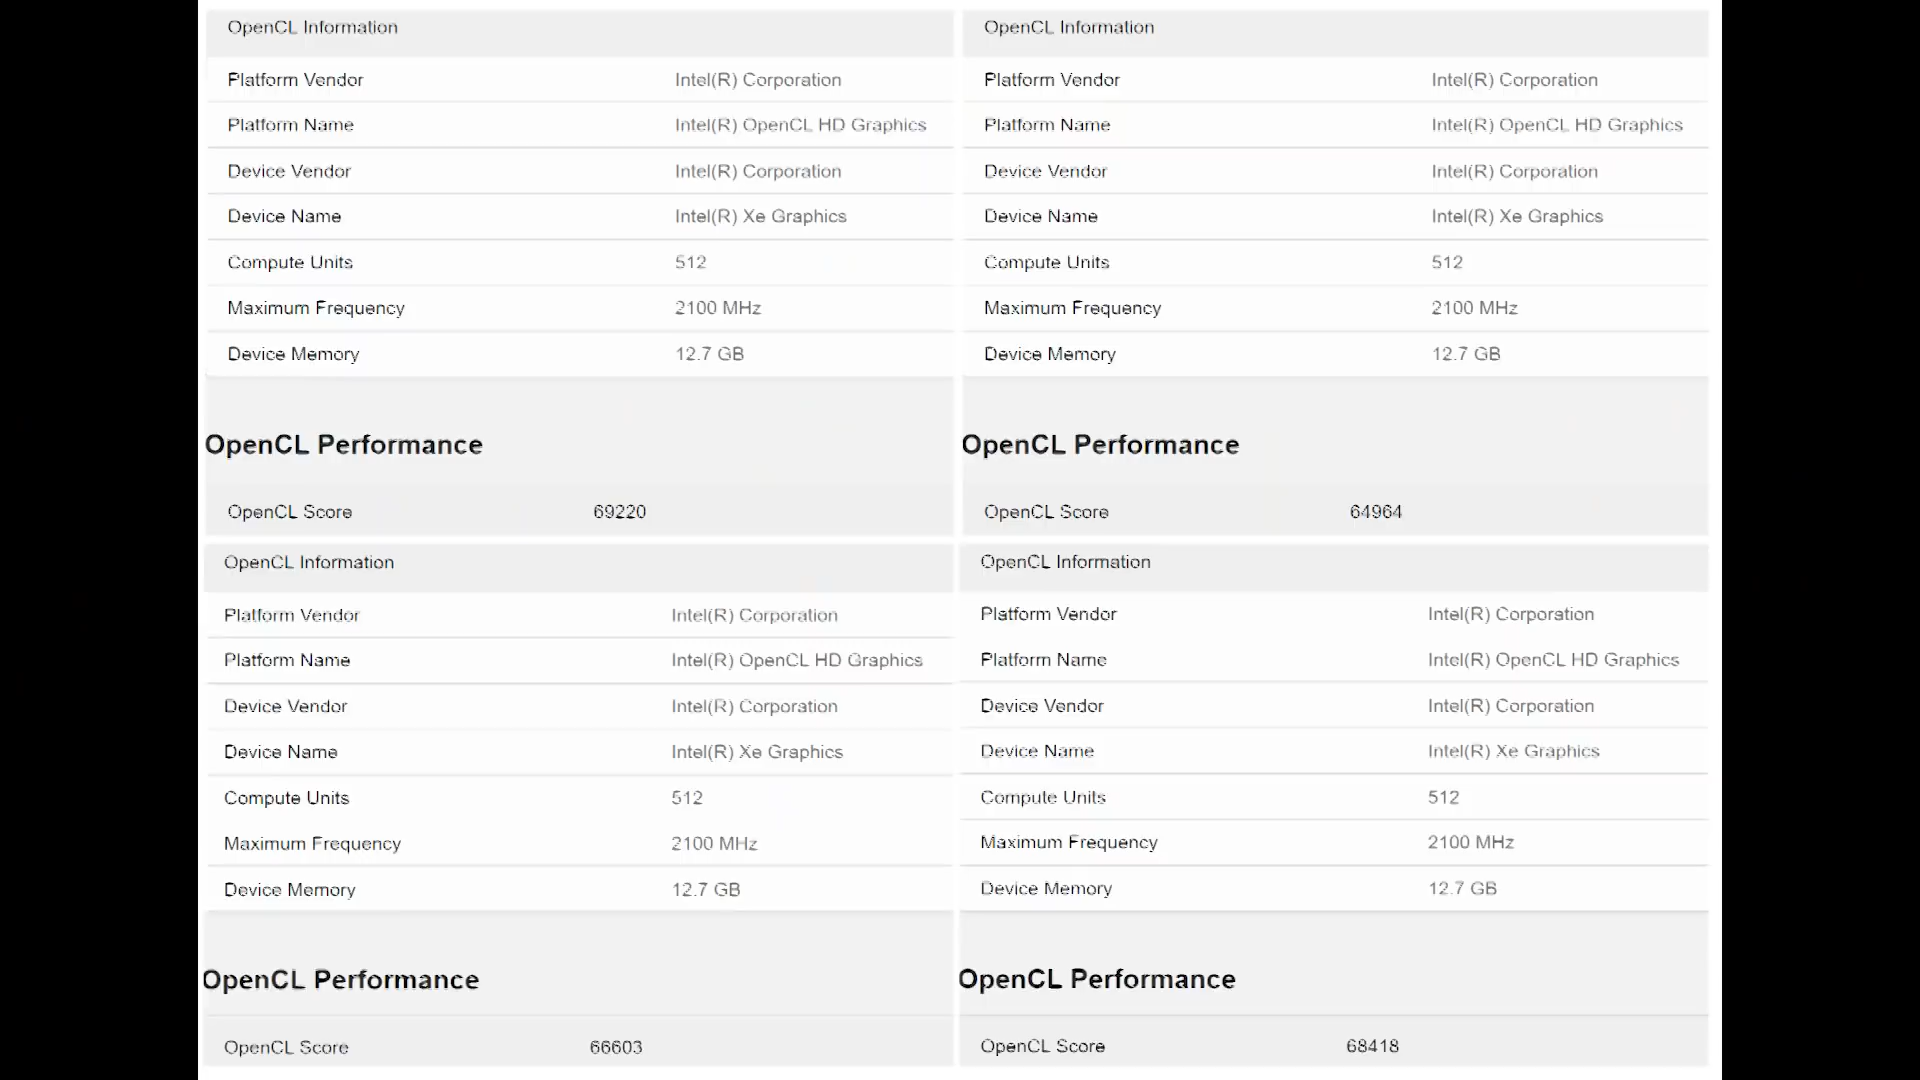 OpenCL Information
Platform Vendor Intel(R) Corporation
Platform Name Intel(R) OpenCL HD Graphics
Device Vendor Intel(R) Corporation
Device Name Intel(R) Xe Graphics
Compute Units 512
Maximum Frequency 2100 MHz
Device Memory 12.7 GB
OpenCL Performance
OpenCL Score 69220
OpenCL Information
Platform Vendor Intel(R) Corporation
Platform Name Intel(R) OpenCL HD Graphics
Device Vendor Intel(R) Corporation
Device Name Intel(R) Xe Graphics
Compute Units 512
Maximum Frequency 2100 MHz
Device Memory 12.7 GB
OpenCL Performance
OpenCL Score 64964
OpenCL Information
Platform Vendor Intel(R) Corporation
Platform Name Intel(R) OpenCL HD Graphics
Device Vendor Intel(R) Corporation
Device Name Intel(R) Xe Graphics
Compute Units 512
Maximum Frequency 2100 MHz
Device Memory 12.7 GB
OpenCL Performance
OpenCL Score 66603
OpenCL Information
Platform Vendor Intel(R) Corporation
Platform Name Intel(R) OpenCL HD Graphics
Device Vendor Intel(R) Corporation
Device Name Intel(R) Xe Graphics
Compute Units 512
Maximum Frequency 2100 MHz
Device Memory 12.7 GB
OpenCL Performance
OpenCL Score 68418